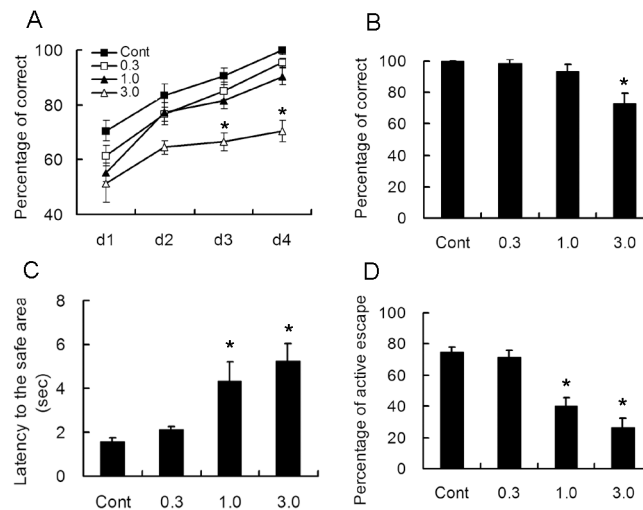 A
Percentage of correct
100
80
60
40
Cont
0.3
1.0
3.0
*
*
d1 d2 d3 d4
B
Percentage of correct
100
80
60
40
20
0
*
Cont 0.3 1.0 3.0
C
Latency to the safe area
(sec)
8
6
4
2
0
*
*
Cont 0.3 1.0 3.0
D
Percentage of active escape
100
80
60
40
20
0
*
*
Cont 0.3 1.0 3.0